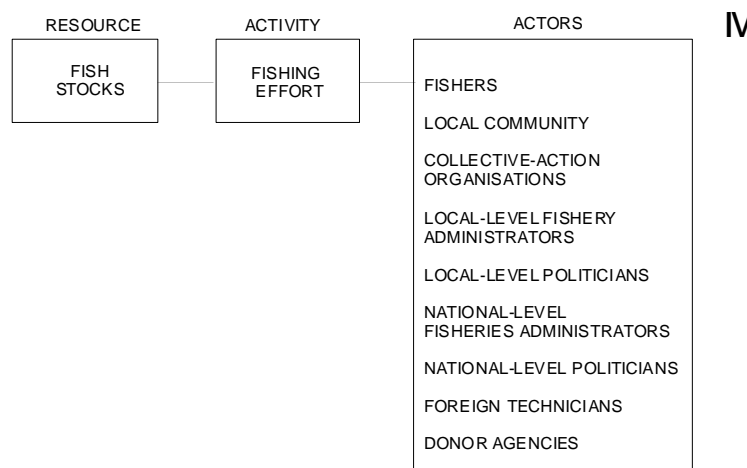 RESOURCE
ACTIVITY
ACTORS
FISH
STOCKS
FISHING
EFFORT
FISHERS
LOCAL COMMUNITY
COLLECTIVE-ACTION
ORGANISATIONS
LOCAL-LEVEL FISHERY
ADMINISTRATORS
LOCAL-LEVEL POLITICIANS
NATIONAL-LEVEL
FISHERIES ADMINISTRATORS
NATIONAL-LEVEL POLITICIANS
FOREIGN TECHNICIANS
DONOR AGENCIES